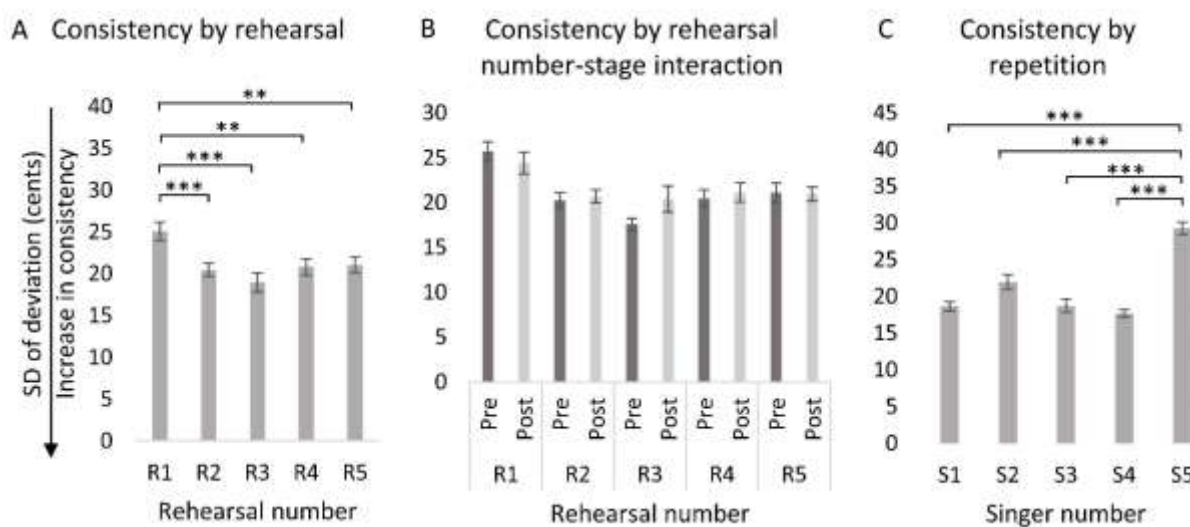 A Consistency by rehearsal
SD of deviation (cents)
Increase in consistency
40
35
30
25
20
15
10
5
0
**
**
***
***
R1 R2 R3 R4 R5
Rehearsal number
B Consistency by rehearsal
number-stage interaction
30
25
20
15
10
5
0
Pre Post Pre Post Pre Post Pre Post Pre Post
R1 R2 R3 R4 R5
Rehearsal number
C Consistency by
repetition
45
40
35
30
25
20
15
10
5
0
***
***
***
***
S1 S2 S3 S4 S5
Singer number